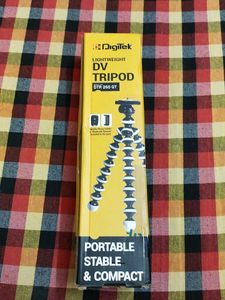 DIGITEK
LIGHTWEIGHT
DV
TRIPOD
DTR 260 GT
PORTABLE
STABLE
& COMPACT